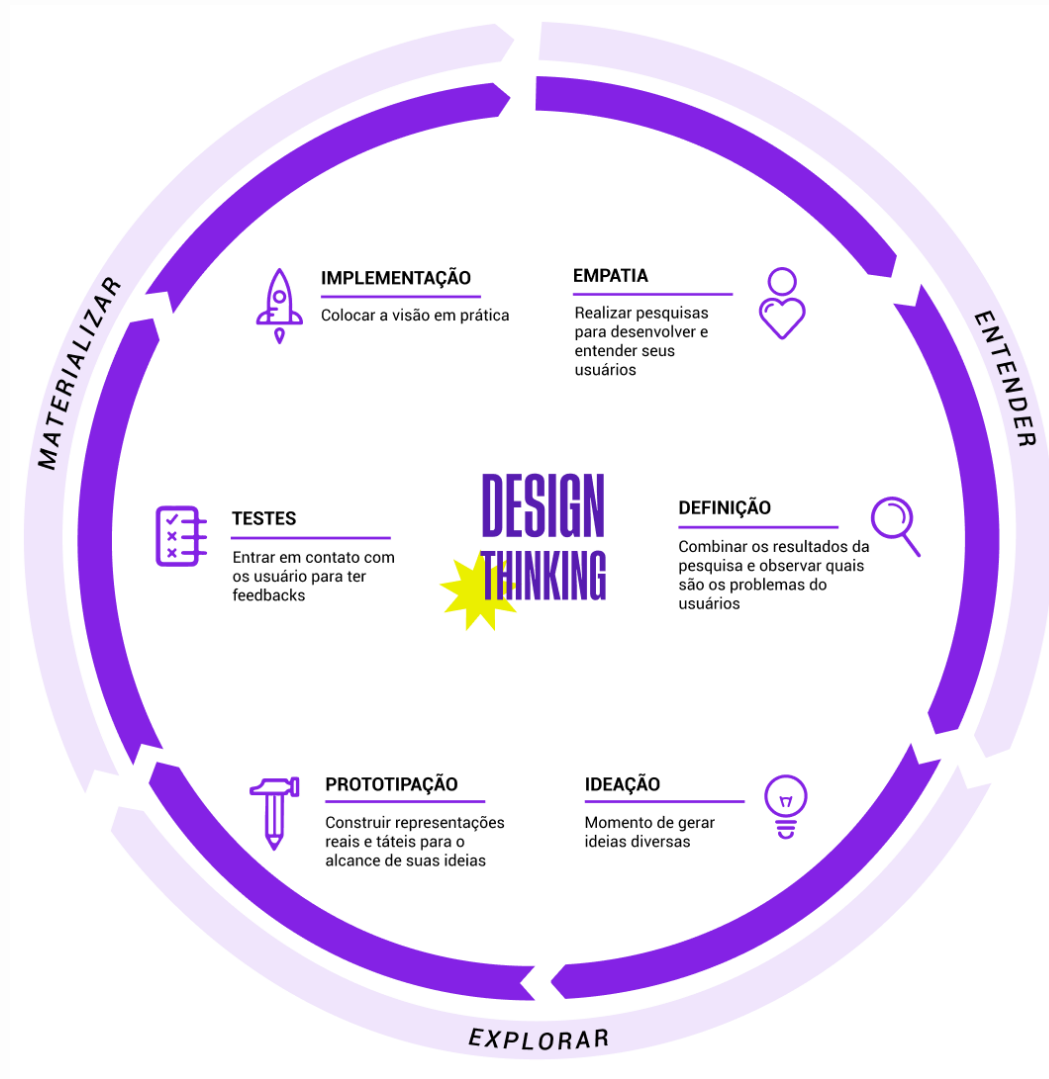 DESIGN
THINKING
ENTENDER
EMPATIA
Realizar pesquisas
para desenvolver e
entender seus
usuários
DEFINIÇÃO
Combinar os resultados da
pesquisa e observar quais
são os problemas do
usuários
EXPLORAR
IDEAÇÃO
Momento de gerar
ideias diversas
PROTOTIPAÇÃO
Construir representações
reais e táteis para o
alcance de suas ideias
MATERIALIZAR
TESTES
Entrar em contato com
os usuário para ter
feedbacks
IMPLEMENTAÇÃO
Colocar a visão em prática